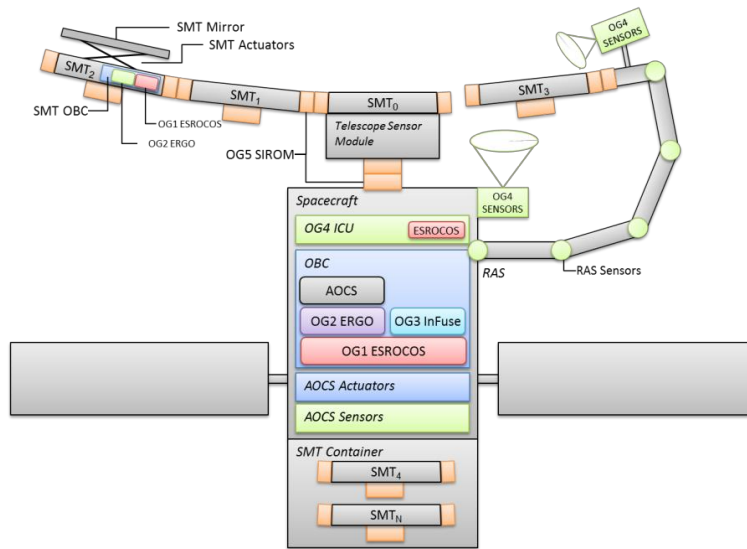 SMT Mirror
SMT Actuators
OG4
SENSORS
SMT2
SMT1
SMT0
SMT3
SMT OBC
OG1 ESROCOS
OG2 ERGO
Telescope Sensor
Module
OG5 SIROM
Spacecraft
OG4
SENSORS
OG4 ICU
ESROCOS
OBC
RAS
RAS Sensors
AOCS
OG2 ERGO
OG3 InFuse
OG1 ESROCOS
AOCS Actuators
AOCS Sensors
SMT Container
SMT4
SMTN